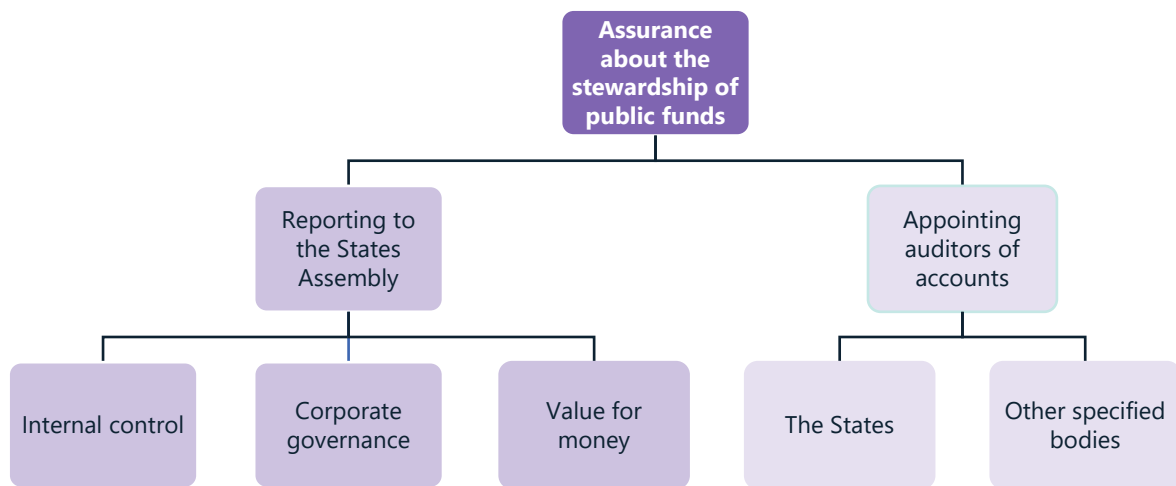 Assurance
about the
stewardship of
public funds
Reporting to
the States
Assembly
Appointing
auditors of
accounts
Internal control
Corporate
governance
Value for
money
The States
Other specified
bodies